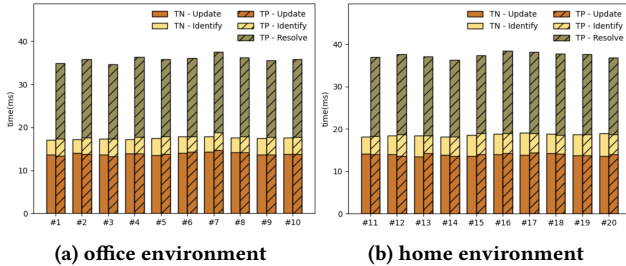 TN - Update
TP - Update
TN - Identify
TP - Identify
TP - Resolve
time(ms)
40
30
20
10
0
#1 #2 #3 #4 #5 #6 #7 #8 #9 #10
(a) office environment
TN - Update
TP - Update
TN - Identify
TP - Identify
TP - Resolve
time(ms)
40
30
20
10
0
#11 #12 #13 #14 #15 #16 #17 #18 #19 #20
(b) home environment